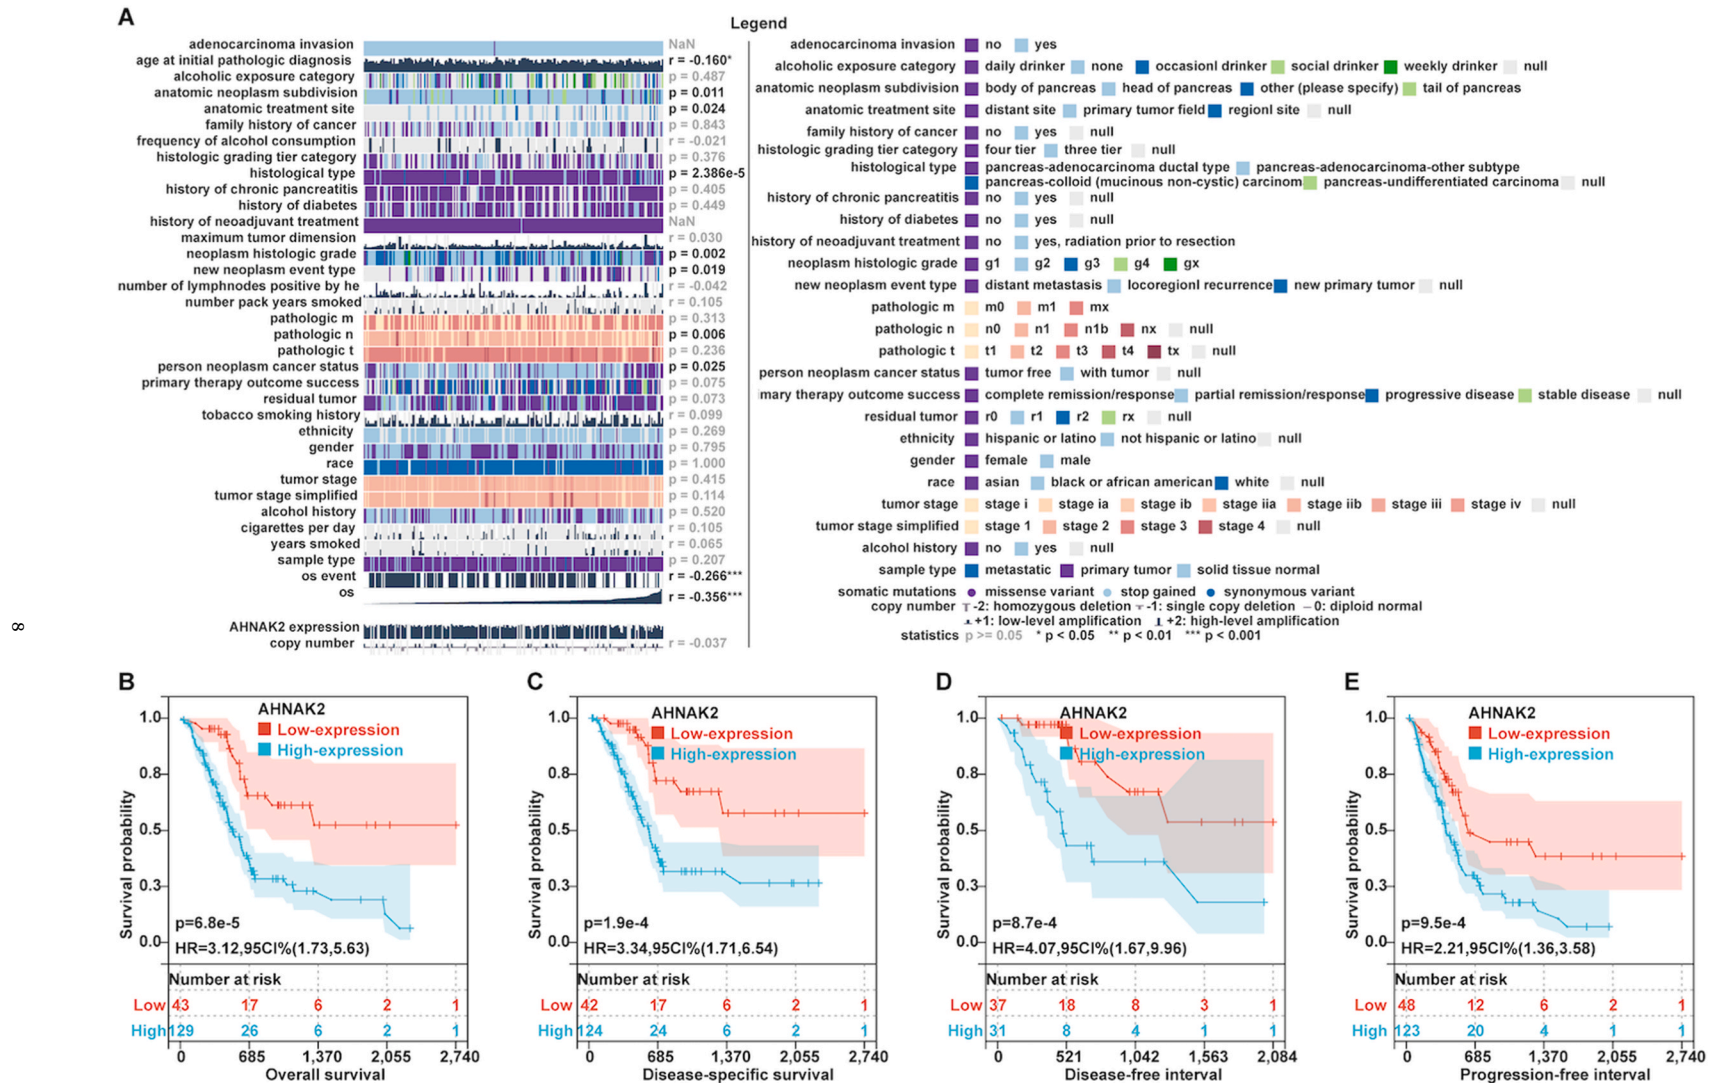 A
Legend
adenocarcinoma invasion NaN
age at initial pathologic diagnosis r = -0.160*
alcoholic exposure category p = 0.487
anatomic neoplasm subdivision p = 0.011
anatomic treatment site p = 0.024
family history of cancer p = 0.843
frequency of alcohol consumption r = -0.021
histologic grading tier category p = 0.376
histological type p = 2.386e-5
history of chronic pancreatitis p = 0.405
history of diabetes p = 0.449
history of neoadjuvant treatment NaN
maximum tumor dimension r = 0.030
neoplasm histologic grade p = 0.002
new neoplasm event type p = 0.019
number of lymphnodes positive by he r = -0.042
number pack years smoked r = 0.105
pathologic m p = 0.313
pathologic n p = 0.006
pathologic t p = 0.236
person neoplasm cancer status p = 0.025
primary therapy outcome success p = 0.075
residual tumor p = 0.073
tobacco smoking history r = 0.099
ethnicity p = 0.269
gender p = 0.795
race p = 1.000
tumor stage p = 0.415
tumor stage simplified p = 0.114
alcohol history p = 0.520
cigarettes per day r = 0.105
years smoked r = 0.065
sample type p = 0.207
os event r = -0.266***
os r = -0.356***
AHNAK2 expression
copy number r = -0.037
adenocarcinoma invasion no yes
alcoholic exposure category daily drinker none occasionl drinker social drinker weekly drinker null
anatomic neoplasm subdivision body of pancreas head of pancreas other (please specify) tail of pancreas
anatomic treatment site distant site primary tumor field regionl site null
family history of cancer no yes null
histologic grading tier category four tier three tier null
histological type pancreas-adenocarcinoma ductal type pancreas-adenocarcinoma-other subtype
pancreas-colloid (mucinous non-cystic) carcinom pancreas-undifferentiated carcinoma null
history of chronic pancreatitis no yes null
history of diabetes no yes null
history of neoadjuvant treatment no yes, radiation prior to resection
neoplasm histologic grade g1 g2 g3 g4 gx
new neoplasm event type distant metastasis locoregionl recurrence new primary tumor null
pathologic m m0 m1 mx
pathologic n n0 n1 n1b nx null
pathologic t t1 t2 t3 t4 tx null
person neoplasm cancer status tumor free with tumor null
mary therapy outcome success complete remission/response partial remission/response progressive disease stable disease null
residual tumor r0 r1 r2 rx null
ethnicity hispanic or latino not hispanic or latino null
gender female male
race asian black or african american white null
tumor stage stage i stage ia stage ib stage iia stage iib stage iii stage iv null
tumor stage simplified stage 1 stage 2 stage 3 stage 4 null
alcohol history no yes null
sample type metastatic primary tumor solid tissue normal
somatic mutations missense variant stop gained synonymous variant
copy number -2: homozygous deletion -1: single copy deletion 0: diploid normal
+1: low-level amplification +2: high-level amplification
statistics p >= 0.05 * p < 0.05 ** p < 0.01 *** p < 0.001
8
B
AHNAK2
Low-expression
High-expression
Survival probability
1.0
0.8
0.5
0.3
0.0
p=6.8e-5
HR=3.12,95CI%(1.73,5.63)
Number at risk
Low 43 17 6 2 1
High 129 26 6 2 1
0 685 1,370 2,055 2,740
Overall survival
C
AHNAK2
Low-expression
High-expression
Survival probability
1.0
0.8
0.5
0.3
0.0
p=1.9e-4
HR=3.34,95CI%(1.71,6.54)
Number at risk
Low 42 17 6 2 1
High 124 24 6 2 1
0 685 1,370 2,055 2,740
Disease-specific survival
D
AHNAK2
Low-expression
High-expression
Survival probability
1.0
0.8
0.5
0.3
0.0
p=8.7e-4
HR=4.07,95CI%(1.67,9.96)
Number at risk
Low 37 18 8 3 1
High 31 8 4 1 1
0 521 1,042 1,563 2,084
Disease-free interval
E
AHNAK2
Low-expression
High-expression
Survival probability
1.0
0.8
0.5
0.3
0.0
p=9.5e-4
HR=2.21,95CI%(1.36,3.58)
Number at risk
Low 48 12 6 2 1
High 123 20 4 1 1
0 685 1,370 2,055 2,740
Progression-free interval